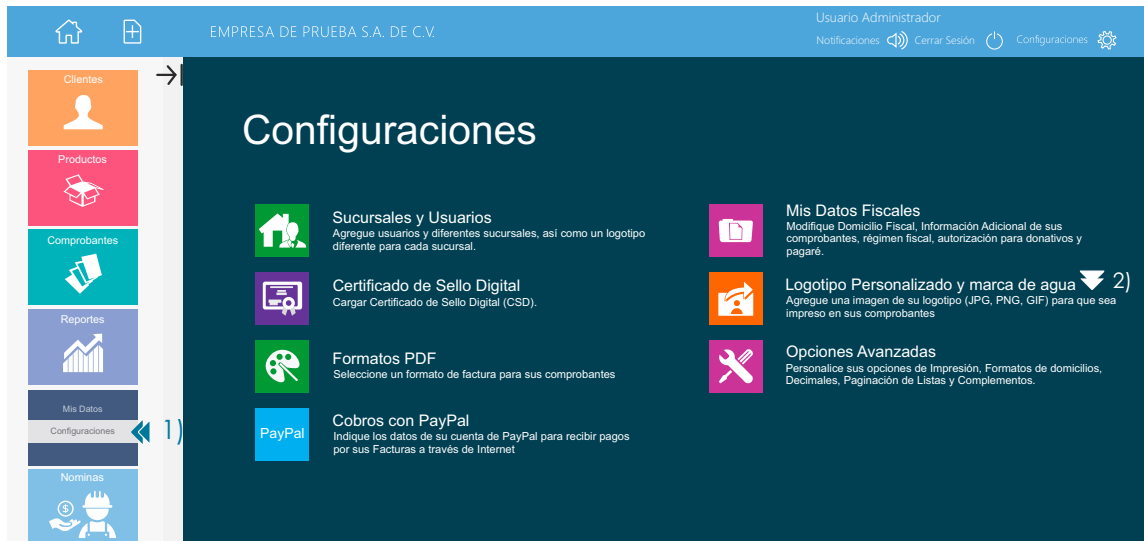 EMPRESA DE PRUEBA S.A. DE C.V.
Usuario Administrador
Notificaciones
Cerrar Sesión
Configuraciones
Clientes
Productos
Comprobantes
Reportes
Mis Datos
Configuraciones
1)
Nominas
Configuraciones
Sucursales y Usuarios
Agregue usuarios y diferentes sucursales, así como un logotipo
diferente para cada sucursal.
Certificado de Sello Digital
Cargar Certificado de Sello Digital (CSD).
Formatos PDF
Seleccione un formato de factura para sus comprobantes
PayPal
Cobros con PayPal
Indique los datos de su cuenta de PayPal para recibir pagos
por sus Facturas a través de Internet
Mis Datos Fiscales
Modifique Domicilio Fiscal, Información Adicional de sus
comprobantes, régimen fiscal, autorización para donativos y
pagaré.
Logotipo Personalizado y marca de agua
2)
Agregue una imagen de su logotipo (JPG, PNG, GIF) para que sea
impreso en sus comprobantes
Opciones Avanzadas
Personalice sus opciones de Impresión, Formatos de domicilios,
Decimales, Paginación de Listas y Complementos.